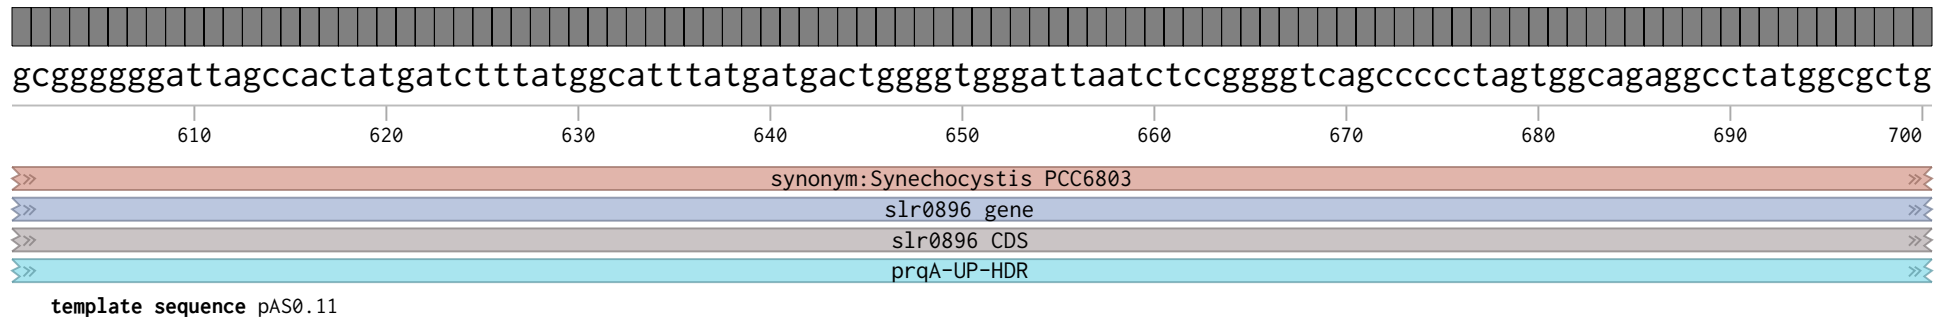 gcggggggattagccactatgatctttatggcatttatgatgactggggtgggattaatctccggggtcagccccctagtggcagaggcctatggcgctg
610 620 630 640 650 660 670 680 690 700
synonym:Synechocystis PCC6803
slr0896 gene
slr0896 CDS
prqA-UP-HDR
template sequence pAS0.11